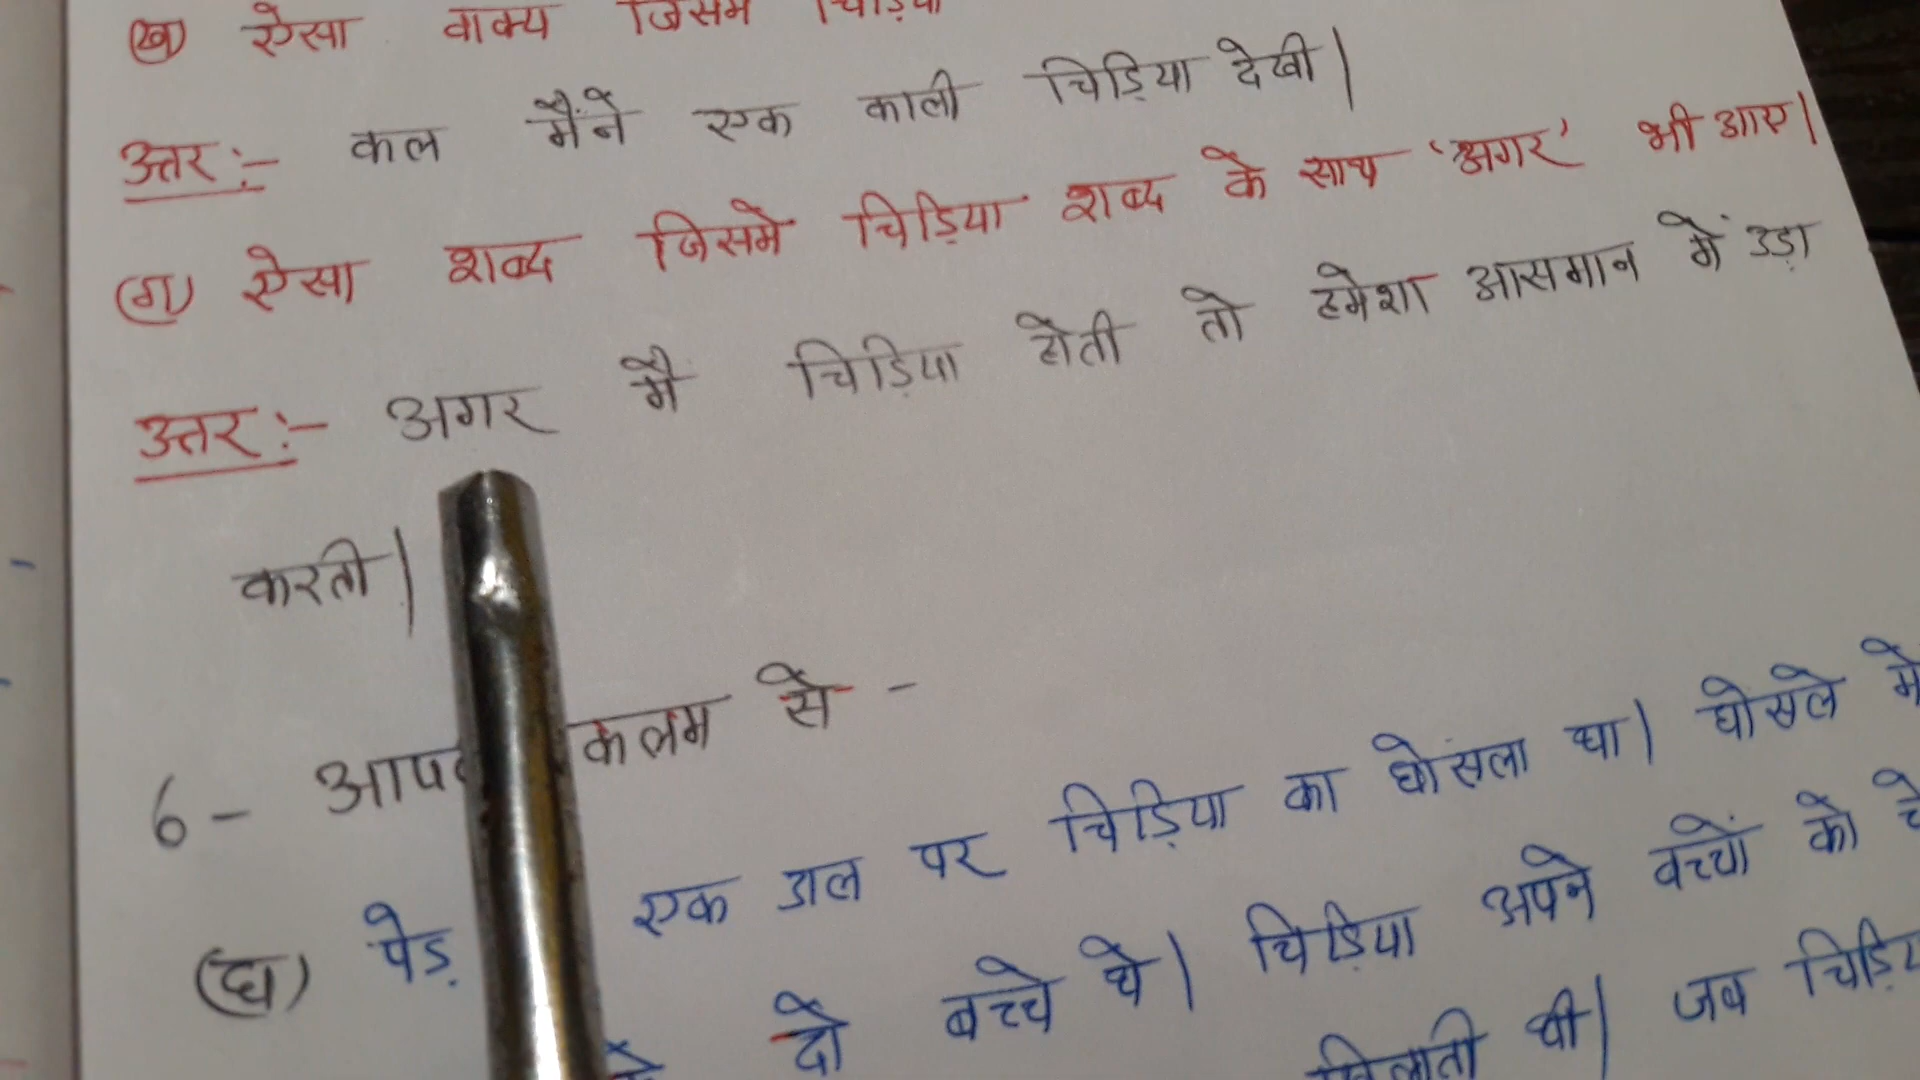 (ख) ऐसा वाक्य जिसमें चिड़िया
उत्तर:- कल मैंने एक काली चिड़िया देखी।
(ग) ऐसा शब्द जिसमे चिड़िया शब्द के साथ 'अगर' भी आए।
उत्तर:- अगर मै चिड़िया होती तो हमेशा आसमान में उड़ा
करती।
6- कलम से -
(घ) पेड़ एक डाल पर चिड़िया का घोंसला था। घोसले मे
दो बच्चे थे। चिड़िया अपने बच्चों को
थी। जब